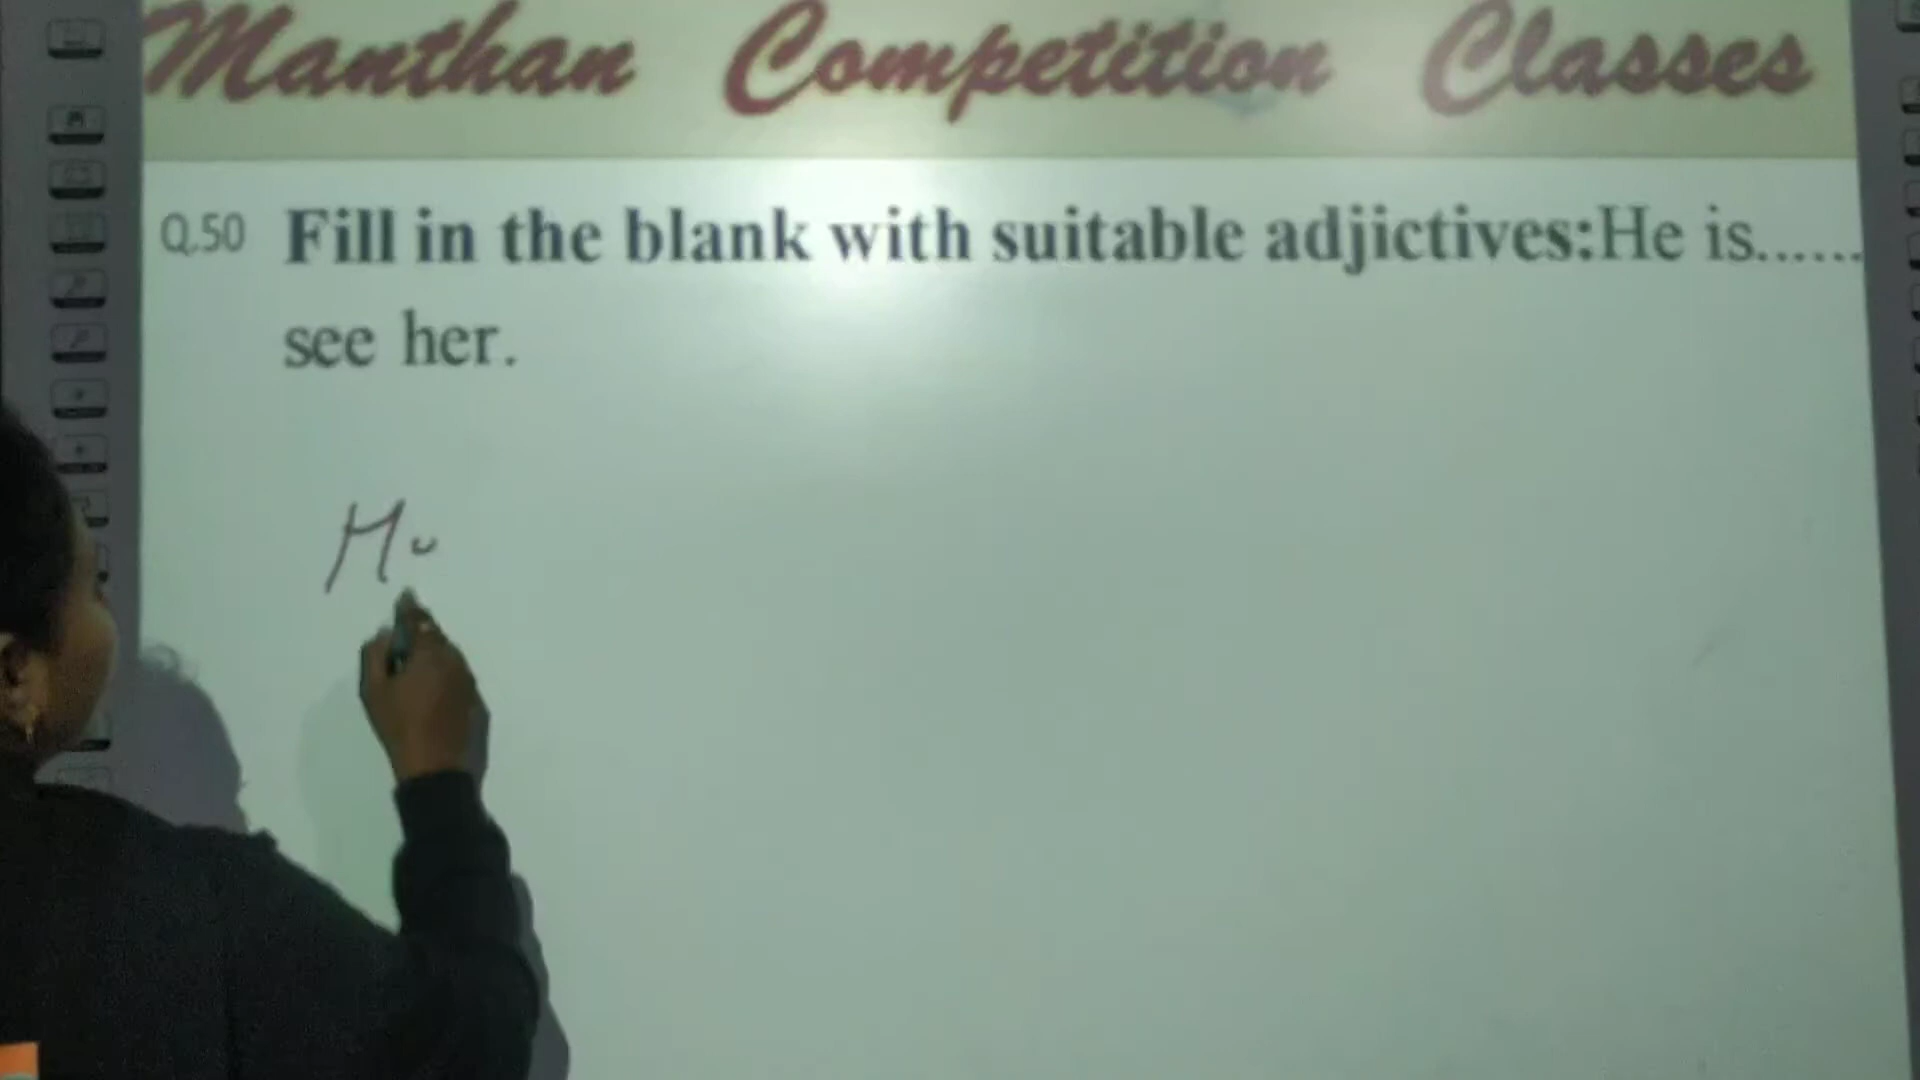 Manthan Competition Classes
Q.50 Fill in the blank with suitable adjictives:He is......
see her.